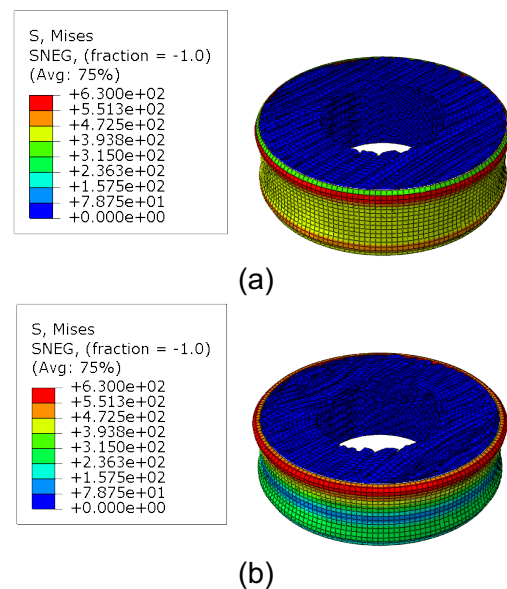 S, Mises
SNEG, (fraction = -1.0)
(Avg: 75%)
+6.300e+02
+5.513e+02
+4.725e+02
+3.938e+02
+3.150e+02
+2.363e+02
+1.575e+02
+7.875e+01
+0.000e+00
(a)
S, Mises
SNEG, (fraction = -1.0)
(Avg: 75%)
+6.300e+02
+5.513e+02
+4.725e+02
+3.938e+02
+3.150e+02
+2.363e+02
+1.575e+02
+7.875e+01
+0.000e+00
(b)